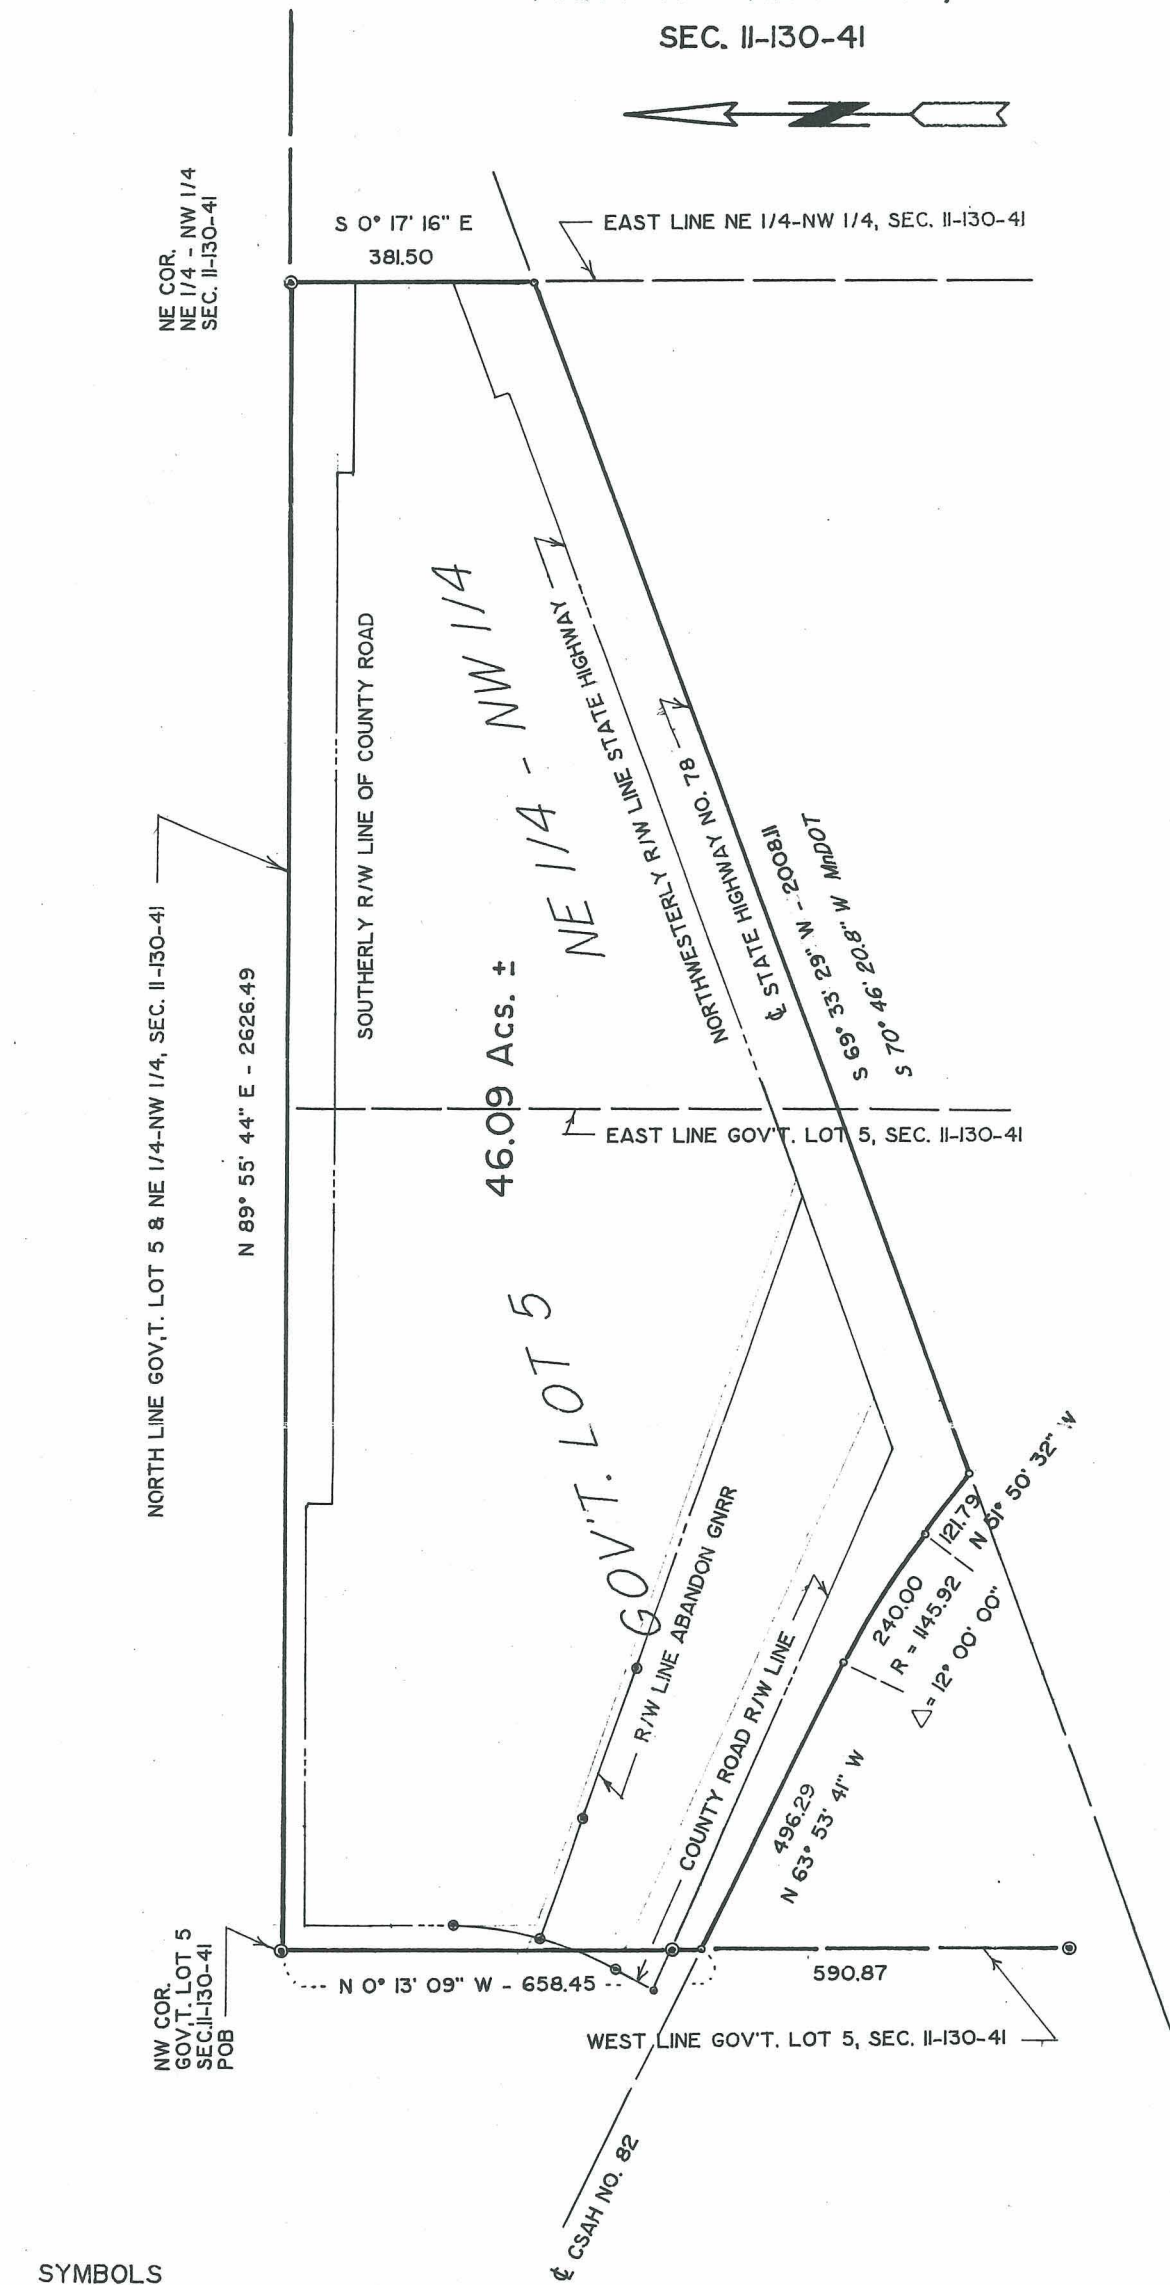 SEC. 11-130-41
NE COR.
NE 1/4 - NW 1/4
SEC. 11-130-41
S 0° 17' 16" E
381.50
EAST LINE NE 1/4-NW 1/4, SEC. 11-130-41
NORTH LINE GOV,T. LOT 5 & NE 1/4-NW 1/4, SEC. 11-130-41
N 89° 55' 44" E - 2626.49
SOUTHERLY R/W LINE OF COUNTY ROAD
NE 1/4 - NW 1/4
46.09 Acs. ±
NORTHWESTERLY R/W LINE STATE HIGHWAY
℄ STATE HIGHWAY NO. 78
S 69° 33' 29" W - 2008.11
S 70° 46' 20.8" W MnDOT
EAST LINE GOV'T. LOT 5, SEC. 11-130-41
GOV'T. LOT 5
R/W LINE ABANDON GNRR
COUNTY ROAD R/W LINE
121.79
N 51° 50' 32" W
240.00
R = 1145.92
△= 12° 00' 00"
496.29
N 63° 53' 41" W
NW COR.
GOV,T. LOT 5
SEC.11-130-41
POB
N 0° 13' 09" W - 658.45
590.87
WEST LINE GOV'T. LOT 5, SEC. 11-130-41
℄ CSAH NO. 82
SYMBOLS